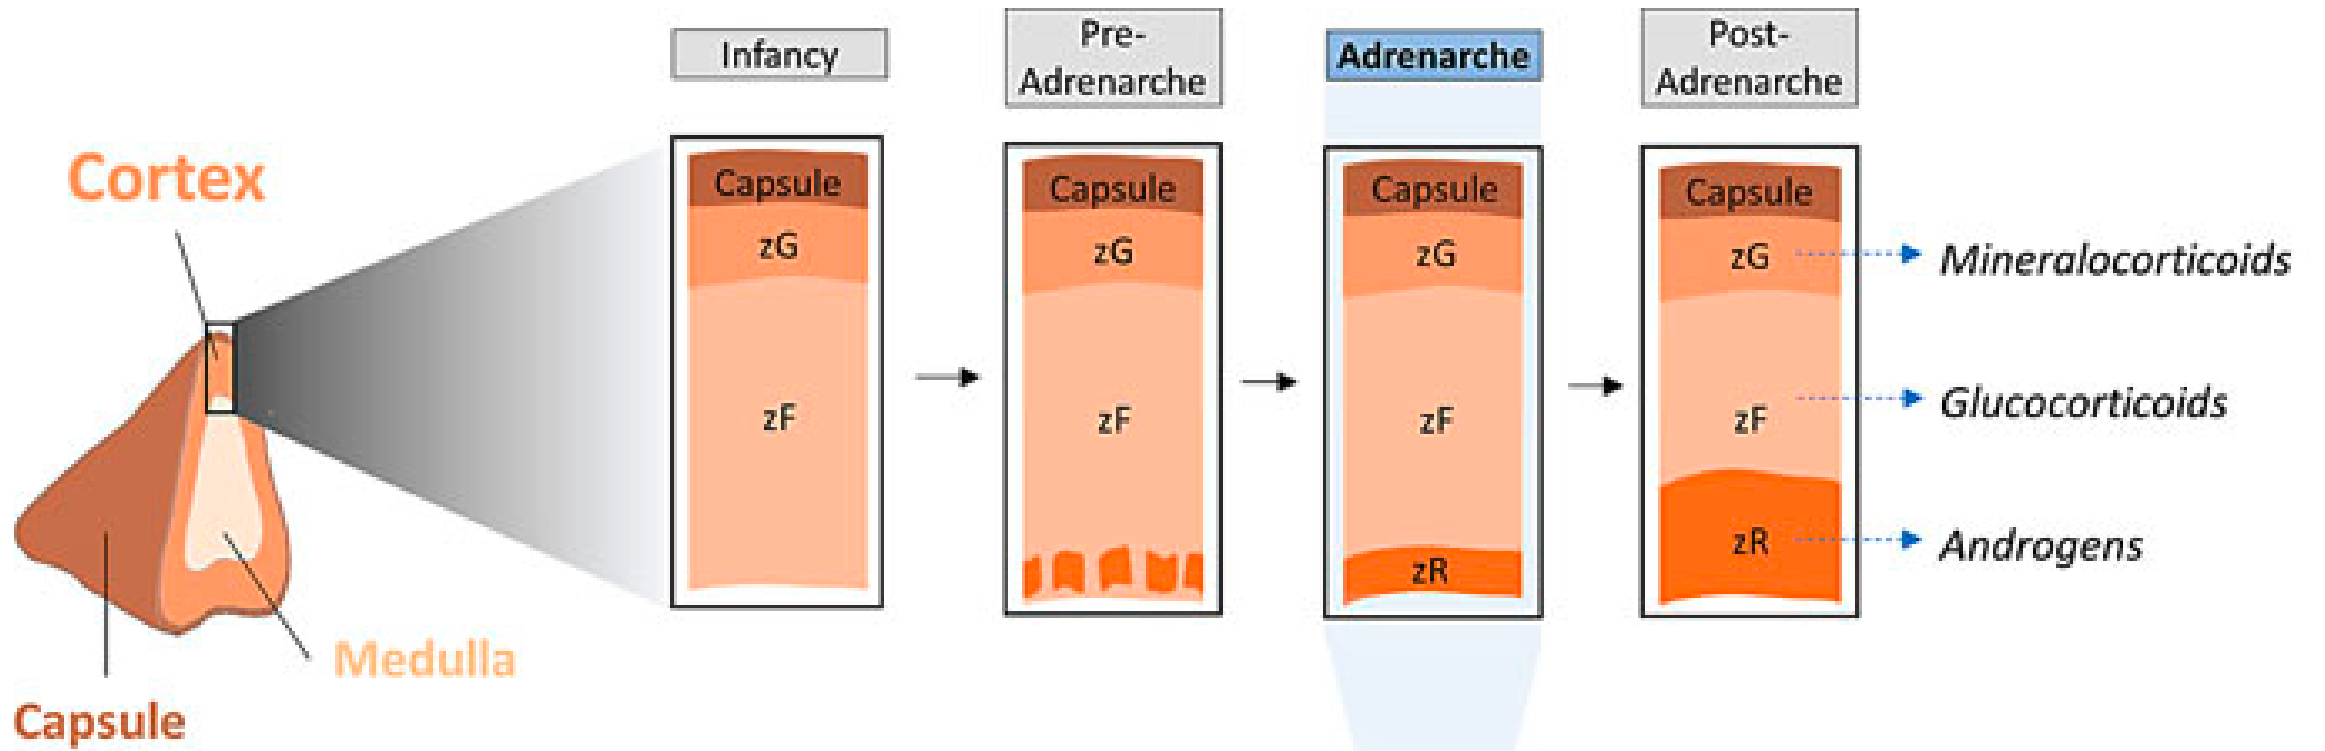 Infancy
Pre-
Adrenarche
Adrenarche
Post-
Adrenarche
Cortex
Capsule
zG
zF
Capsule
zG
zF
Capsule
zG
zF
zR
Capsule
zG
zF
zR
Mineralocorticoids
Glucocorticoids
Androgens
Medulla
Capsule